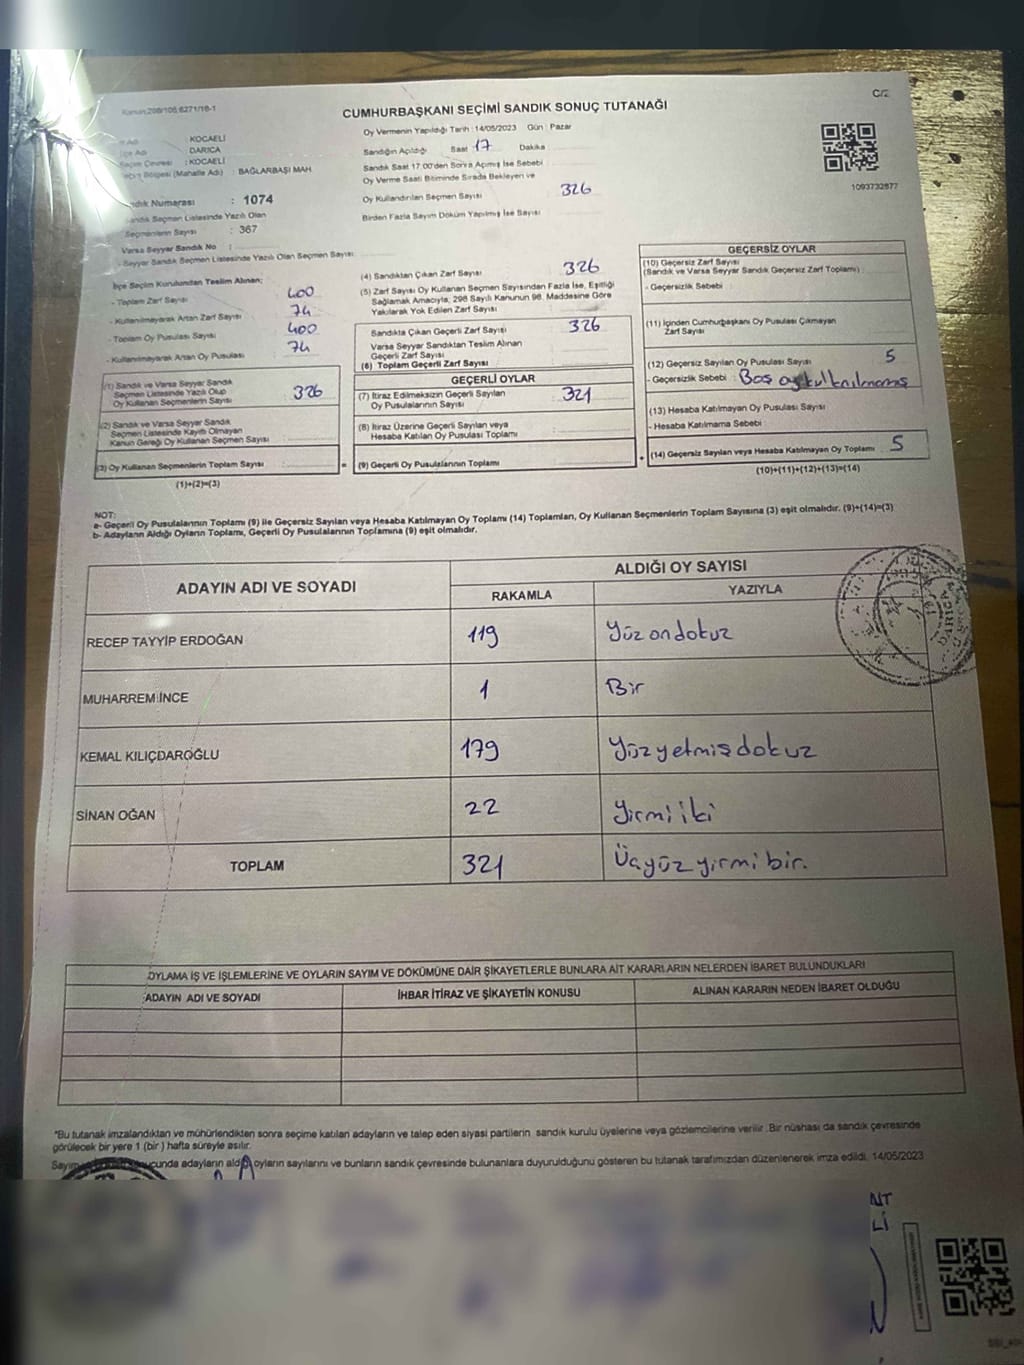 Kanun:298/105,6271/16-1
C/2
CUMHURBAŞKANI SEÇİMİ SANDIK SONUÇ TUTANAĞI
: KOCAELİ
: DARICA
: KOCAELİ
(Mahalle Adı) : BAĞLARBAŞI MAH
Sandık Numarası : 1074
Sandık Seçmen Listesinde Yazılı Olan
Seçmenlerin Sayısı : 367
Varsa Seyyar Sandık No :
- Seyyar Sandık Seçmen Listesinde Yazılı Olan Seçmen Sayısı
Oy Vermenin Yapıldığı Tarih : 14/05/2023 Gün : Pazar
Sandığın Açıldığı Saat 17 Dakika
Sandık Saat 17:00'den Sonra Açılmış İse Sebebi
Oy Verme Saati Bitiminde Sırada Bekleyen ve
Oy Kullandırılan Seçmen Sayısı 326
Birden Fazla Sayım Döküm Yapılmış İse Sayısı
1093732877
İlçe Seçim Kurulundan Teslim Alınan;
- Toplam Zarf Sayısı 400
- Kullanılmayarak Artan Zarf Sayısı 74
- Toplam Oy Pusulası Sayısı 400
- Kullanılmayarak Artan Oy Pusulası 74
(1) Sandık ve Varsa Seyyar Sandık
Seçmen Listesinde Yazılı Olup
Oy Kullanan Seçmenlerin Sayısı 326
(2) Sandık ve Varsa Seyyar Sandık
Seçmen Listesinde Kayıtlı Olmayan
Kanun Gereği Oy Kullanan Seçmen Sayısı
(3) Oy Kullanan Seçmenlerin Toplam Sayısı
(1)+(2)=(3)
(4) Sandıktan Çıkan Zarf Sayısı 326
(5) Zarf Sayısı Oy Kullanan Seçmen Sayısından Fazla İse, Eşitliği
Sağlamak Amacıyla, 298 Sayılı Kanunun 98. Maddesine Göre
Yakılarak Yok Edilen Zarf Sayısı
Sandıkta Çıkan Geçerli Zarf Sayısı 326
Varsa Seyyar Sandıktan Teslim Alınan
Geçerli Zarf Sayısı
(6) Toplam Geçerli Zarf Sayısı
GEÇERLİ OYLAR
(7) İtiraz Edilmeksizin Geçerli Sayılan
Oy Pusulalarının Sayısı 321
(8) İtiraz Üzerine Geçerli Sayılan veya
Hesaba Katılan Oy Pusulası Toplamı
= (9) Geçerli Oy Pusulalarının Toplamı
GEÇERSİZ OYLAR
(10) Geçersiz Zarf Sayısı
(Sandık ve Varsa Seyyar Sandık Geçersiz Zarf Toplamı)
- Geçersizlik Sebebi :
(11) İçinden Cumhurbaşkanı Oy Pusulası Çıkmayan
Zarf Sayısı
(12) Geçersiz Sayılan Oy Pusulası Sayısı 5
- Geçersizlik Sebebi : Boş oy kullanılmamış
(13) Hesaba Katılmayan Oy Pusulası Sayısı
- Hesaba Katılmama Sebebi
+ (14) Geçersiz Sayılan veya Hesaba Katılmayan Oy Toplamı 5
(10)+(11)+(12)+(13)=(14)
NOT:
a- Geçerli Oy Pusulalarının Toplamı (9) ile Geçersiz Sayılan veya Hesaba Katılmayan Oy Toplamı (14) Toplamları, Oy Kullanan Seçmenlerin Toplam Sayısına (3) eşit olmalıdır. (9)+(14)=(3)
b- Adayların Aldığı Oyların Toplamı, Geçerli Oy Pusulalarının Toplamına (9) eşit olmalıdır.
ADAYIN ADI VE SOYADI
ALDIĞI OY SAYISI
RAKAMLA YAZIYLA
RECEP TAYYİP ERDOĞAN 119 Yüz ondokuz
MUHARREM İNCE 1 Bir
KEMAL KILIÇDAROĞLU 179 Yüzyetmişdokuz
SİNAN OĞAN 22 Yirmi iki
TOPLAM 321 Üçyüz yirmi bir.
DARICA
OYLAMA İŞ VE İŞLEMLERİNE VE OYLARIN SAYIM VE DÖKÜMÜNE DAİR ŞİKAYETLERLE BUNLARA AİT KARARLARIN NELERDEN İBARET BULUNDUKLARI
ADAYIN ADI VE SOYADI İHBAR İTİRAZ VE ŞİKAYETİN KONUSU ALINAN KARARIN NEDEN İBARET OLDUĞU
*Bu tutanak imzalandıktan ve mühürlendikten sonra seçime katılan adayların ve talep eden siyasi partilerin, sandık kurulu üyelerine veya gözlemcilerine verilir. Bir nüshası da sandık çevresinde
görülecek bir yere 1 (bir) hafta süreyle asılır.
adayların aldığı oyların sayılarını ve bunların sandık çevresinde bulunanlara duyurulduğunu gösteren bu tutanak tarafımızdan düzenlenerek imza edildi. 14/05/2023